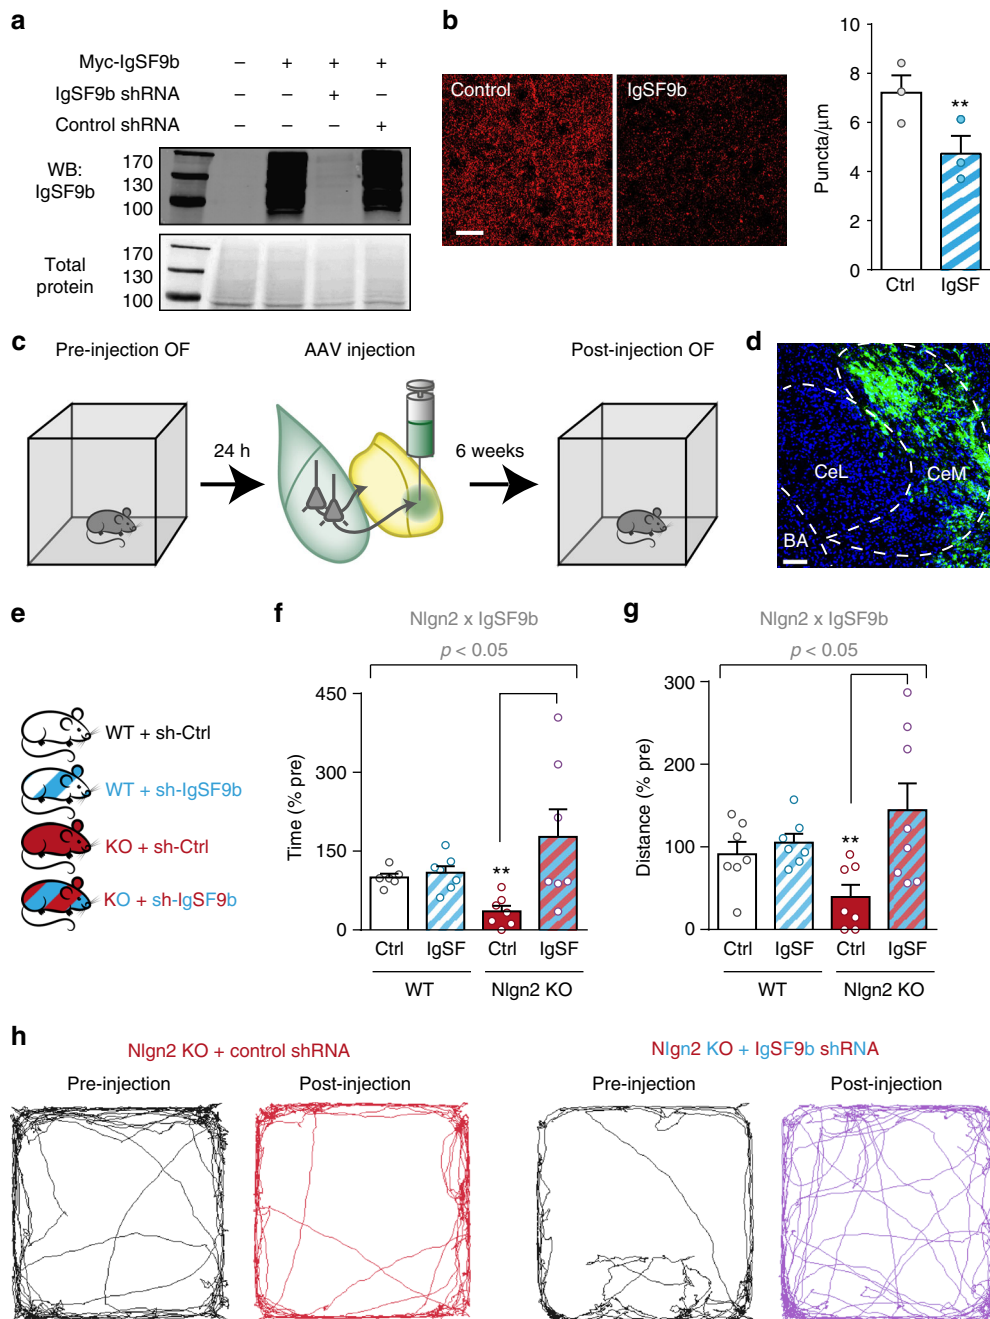 a
Myc-IgSF9b – + + +
IgSF9b shRNA – – + –
Control shRNA – – – +
WB:
IgSF9b
170
130
100
Total
protein
170
130
100
b
Control
IgSF9b
Puncta/µm
10
8
6
4
2
0
**
Ctrl IgSF
c
Pre-injection OF
AAV injection
Post-injection OF
24 h
6 weeks
d
CeL
CeM
BA
e
WT + sh-Ctrl
WT + sh-IgSF9b
KO + sh-Ctrl
KO + sh-IgSF9b
f
Nlgn2 x IgSF9b
p < 0.05
Time (% pre)
450
300
150
0
**
Ctrl IgSF Ctrl IgSF
WT Nlgn2 KO
g
Nlgn2 x IgSF9b
p < 0.05
Distance (% pre)
300
200
100
0
**
Ctrl IgSF Ctrl IgSF
WT Nlgn2 KO
h
Nlgn2 KO + control shRNA
Pre-injection Post-injection
Nlgn2 KO + IgSF9b shRNA
Pre-injection Post-injection